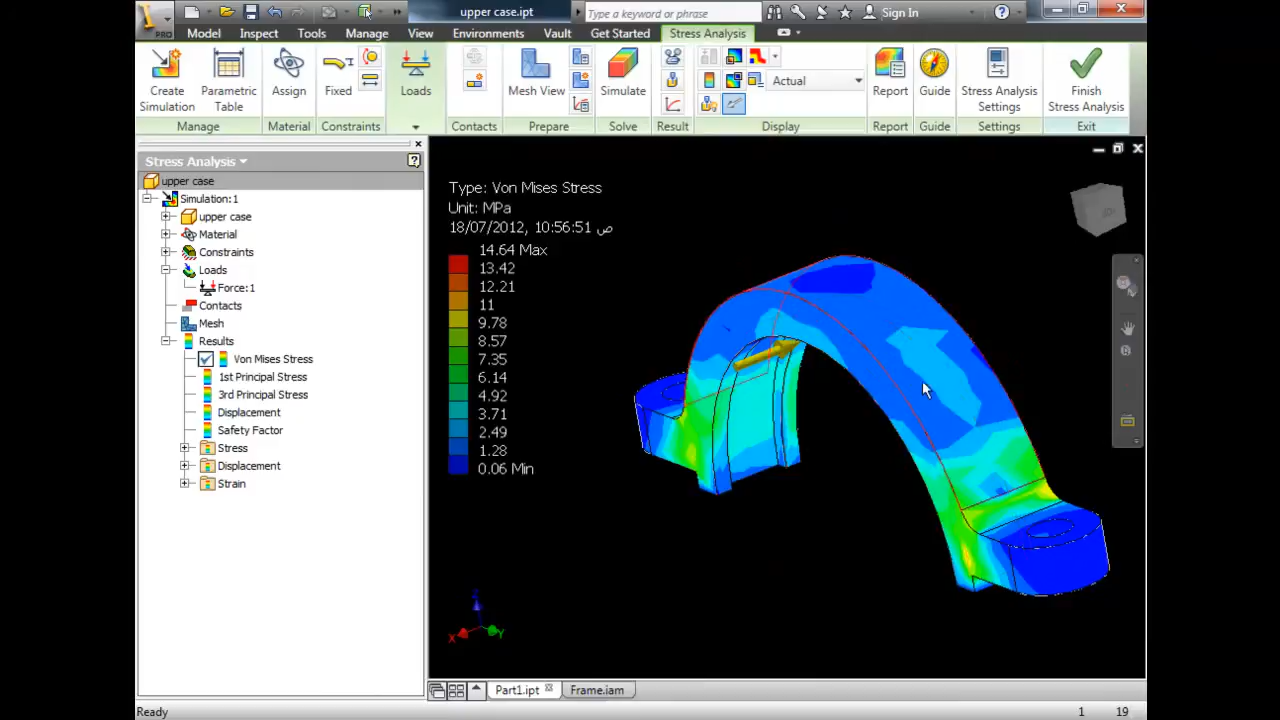 PRO
upper case.ipt
Type a keyword or phrase
Sign In
Model
Inspect
Tools
Manage
View
Environments
Vault
Get Started
Stress Analysis
Create
Simulation
Parametric
Table
Manage
Assign
Material
Fixed
Constraints
Loads
Contacts
Mesh View
Prepare
Simulate
Solve
Result
Actual
Display
Report
Report
Guide
Guide
Stress Analysis
Settings
Settings
Finish
Stress Analysis
Exit
Stress Analysis
upper case
Simulation:1
upper case
Material
Constraints
Loads
Force:1
Contacts
Mesh
Results
Von Mises Stress
1st Principal Stress
3rd Principal Stress
Displacement
Safety Factor
Stress
Displacement
Strain
Type: Von Mises Stress
Unit: MPa
18/07/2012, 10:56:51 ص
14.64 Max
13.42
12.21
11
9.78
8.57
7.35
6.14
4.92
3.71
2.49
1.28
0.06 Min
Z
X
Y
Part1.ipt
Frame.iam
Ready
1
19